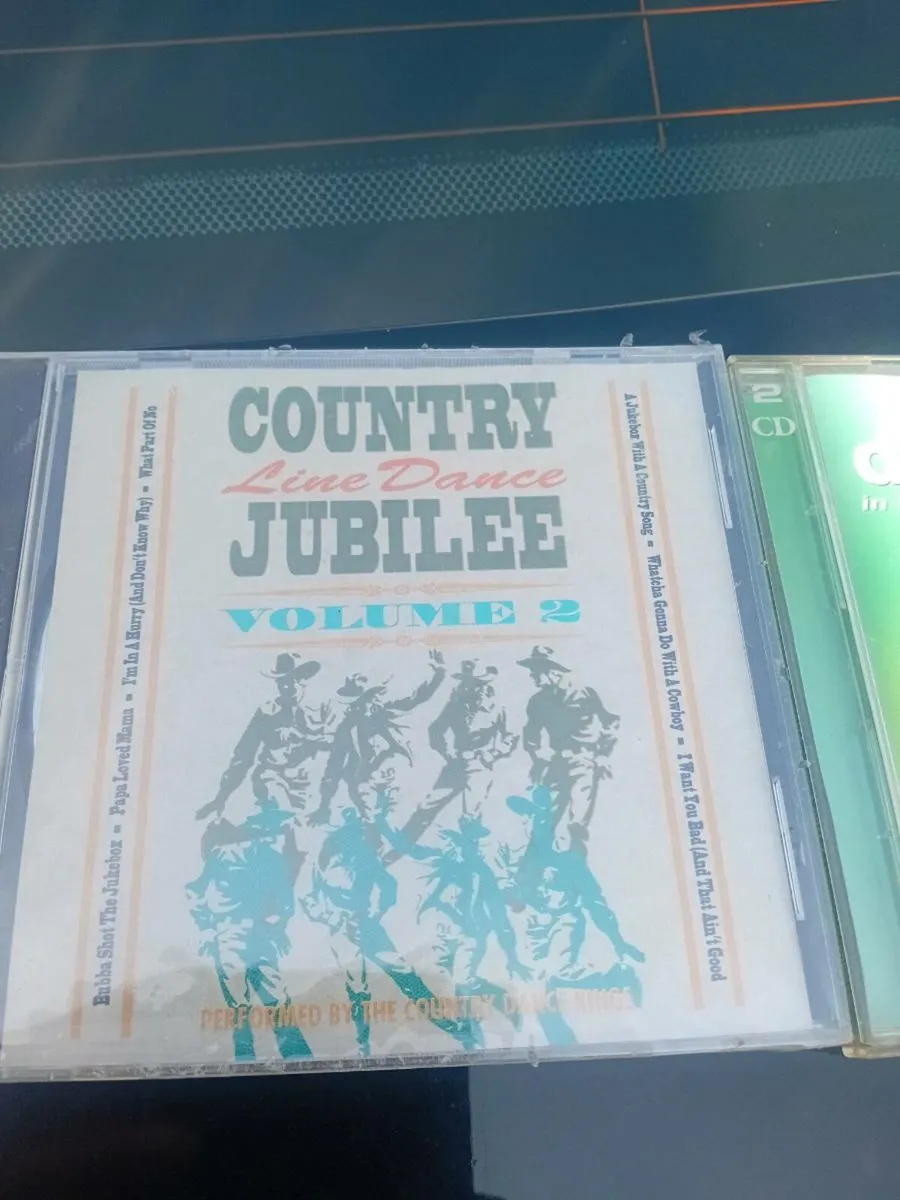 COUNTRY
Line Dance
JUBILEE
VOLUME 2
Bubba Shot The Jukebox = Papa Loved Mama = I'm In A Hurry (And Don't Know Why) = What Part Of No
A Jukebox With A Country Song = Whatcha Gonna Do With A Cowboy = I Want You Bad (And That Ain't Good
PERFORMED BY THE COUNTRY DANCE KINGS
2
CD
in